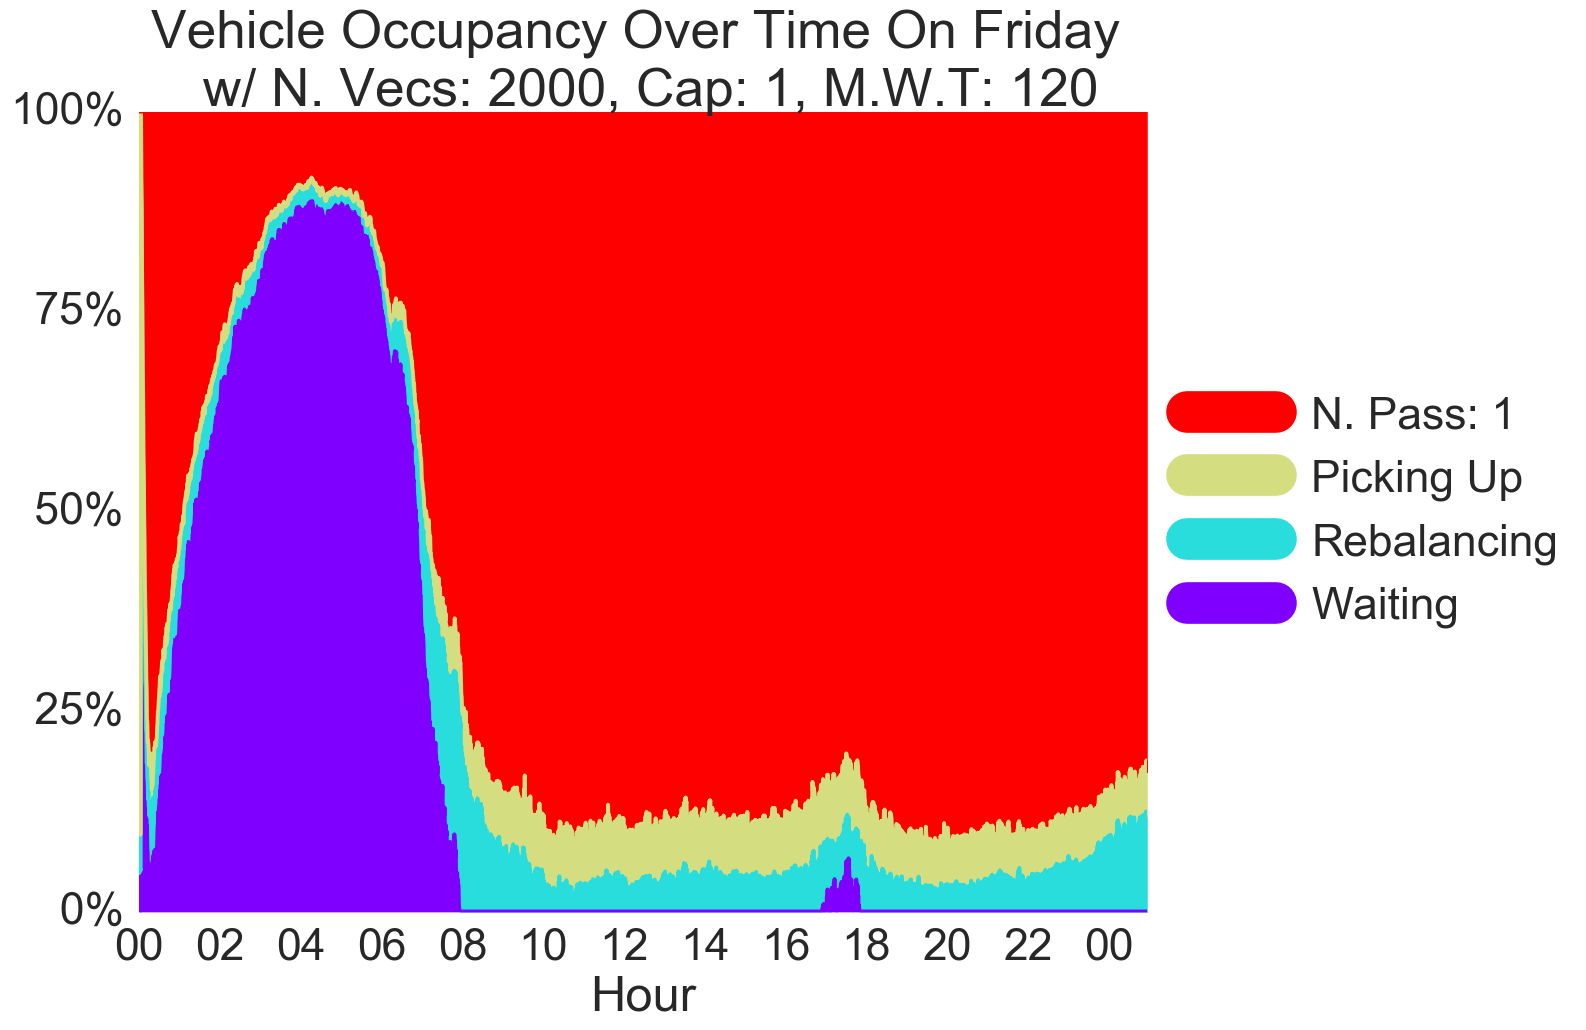 Vehicle Occupancy Over Time On Friday
w/ N. Vecs: 2000, Cap: 1, M.W.T: 120
100%
75%
50%
25%
0%
00 02 04 06 08 10 12 14 16 18 20 22 00
Hour
N. Pass: 1
Picking Up
Rebalancing
Waiting